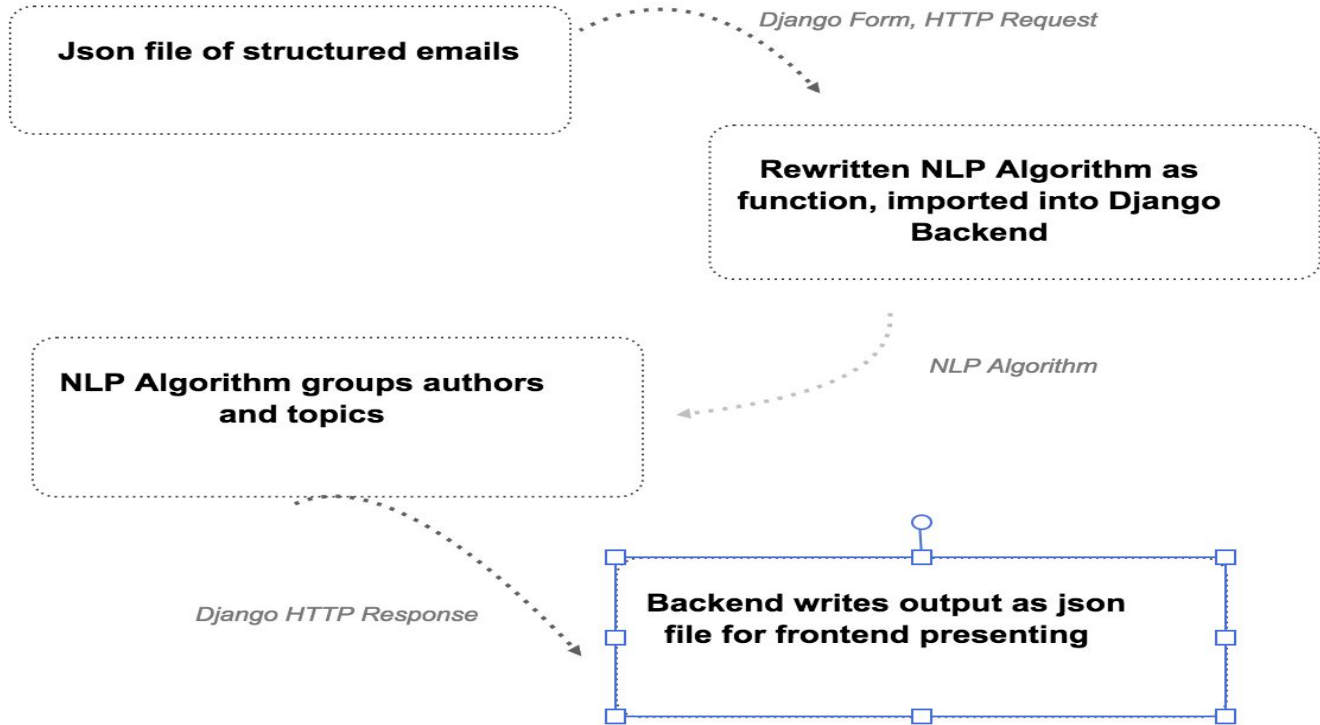 Json file of structured emails
Django Form, HTTP Request
Rewritten NLP Algorithm as
function, imported into Django
Backend
NLP Algorithm
NLP Algorithm groups authors
and topics
Django HTTP Response
Backend writes output as json
file for frontend presenting